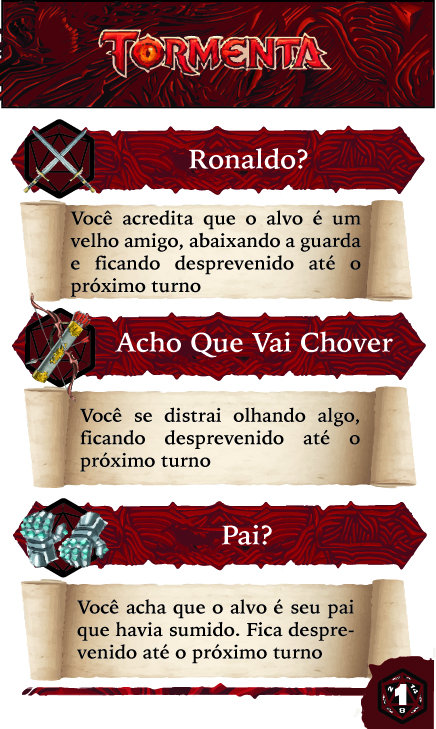 TORMENTA
Ronaldo?
Você acredita que o alvo é um
velho amigo, abaixando a guarda
e ficando desprevenido até o
próximo turno
Acho Que Vai Chover
Você se distrai olhando algo,
ficando desprevenido até o
próximo turno
Pai?
Você acha que o alvo é seu pai
que havia sumido. Fica despre-
venido até o próximo turno
1